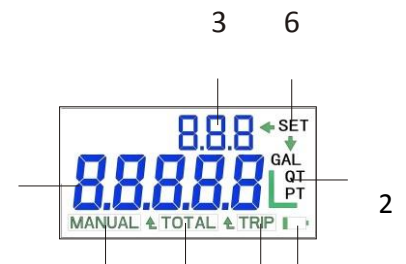 3 6
8.8.8 SET
GAL
8.8.8.8.8 L QT
PT
2
MANUAL TOTAL TRIP